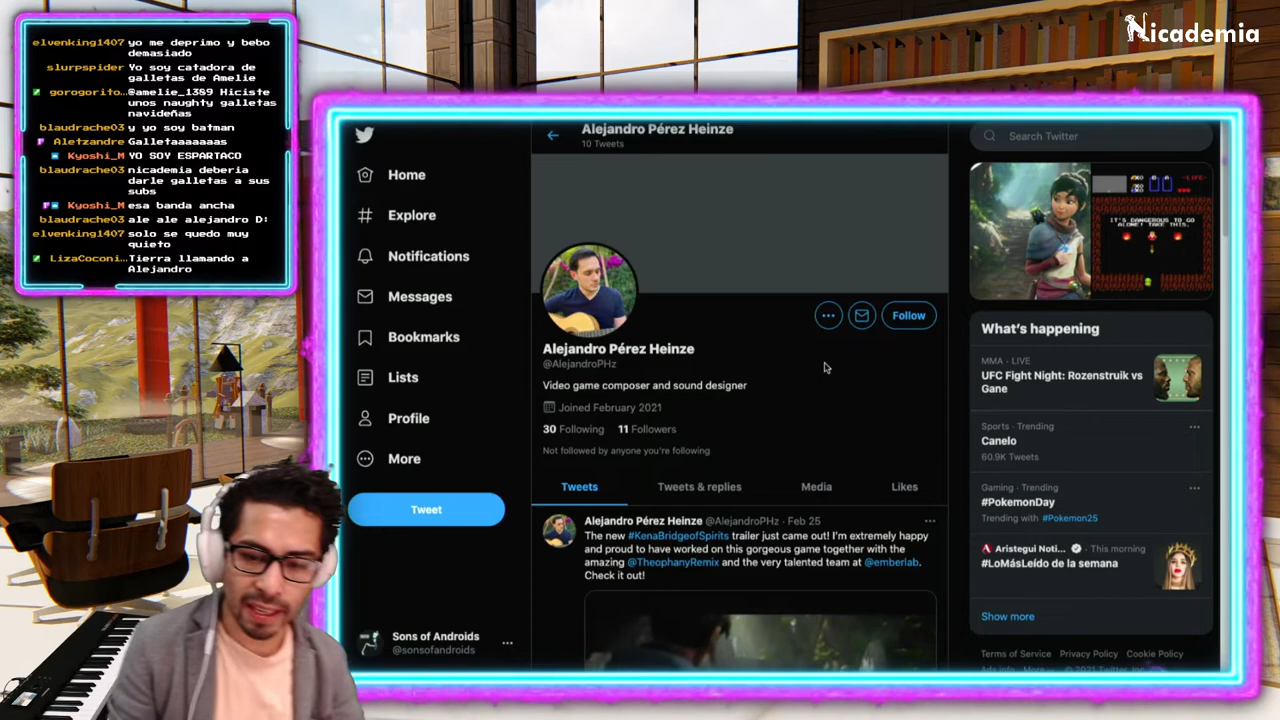 Nicademia
elvenking1407 yo me deprimo y bebo
demasiado
slurpspider Yo soy catadora de
galletas de Amelie
gorogorito... @amelie_1389 Hiciste
unos naughty galletas
navideñas
blaudrache03 y yo soy batman
Aletzandre Galletaaaaaas
Kyoshi_M YO SOY ESPARTACO
blaudrache03 nicademia deberia
darle galletas a sus
subs
Kyoshi_M esa banda ancha
blaudrache03 ale ale alejandro D:
elvenking1407 solo se quedo muy
quieto
LizaCoconi... Tierra llamando a
Alejandro
Home
Explore
Notifications
Messages
Bookmarks
Lists
Profile
More
Tweet
Sons of Androids
@sonsofandroids
Alejandro Pérez Heinze
10 Tweets
Follow
Alejandro Pérez Heinze
@AlejandroPHz
Video game composer and sound designer
Joined February 2021
30 Following 11 Followers
Not followed by anyone you're following
Tweets Tweets & replies Media Likes
Alejandro Pérez Heinze @AlejandroPHz · Feb 25
The new #KenaBridgeofSpirits trailer just came out! I'm extremely happy
and proud to have worked on this gorgeous game together with the
amazing @TheophanyRemix and the very talented team at @emberlab.
Check it out!
Search Twitter
-LIFE-
IT'S DANGEROUS TO GO
ALONE! TAKE THIS.
What's happening
MMA · LIVE
UFC Fight Night: Rozenstruik vs
Gane
Sports · Trending
Canelo
60.9K Tweets
Gaming · Trending
#PokemonDay
Trending with #Pokemon25
Aristegui Noti... · This morning
#LoMásLeído de la semana
Show more
Terms of Service Privacy Policy Cookie Policy
Ads info More © 2021 Twitter, Inc.